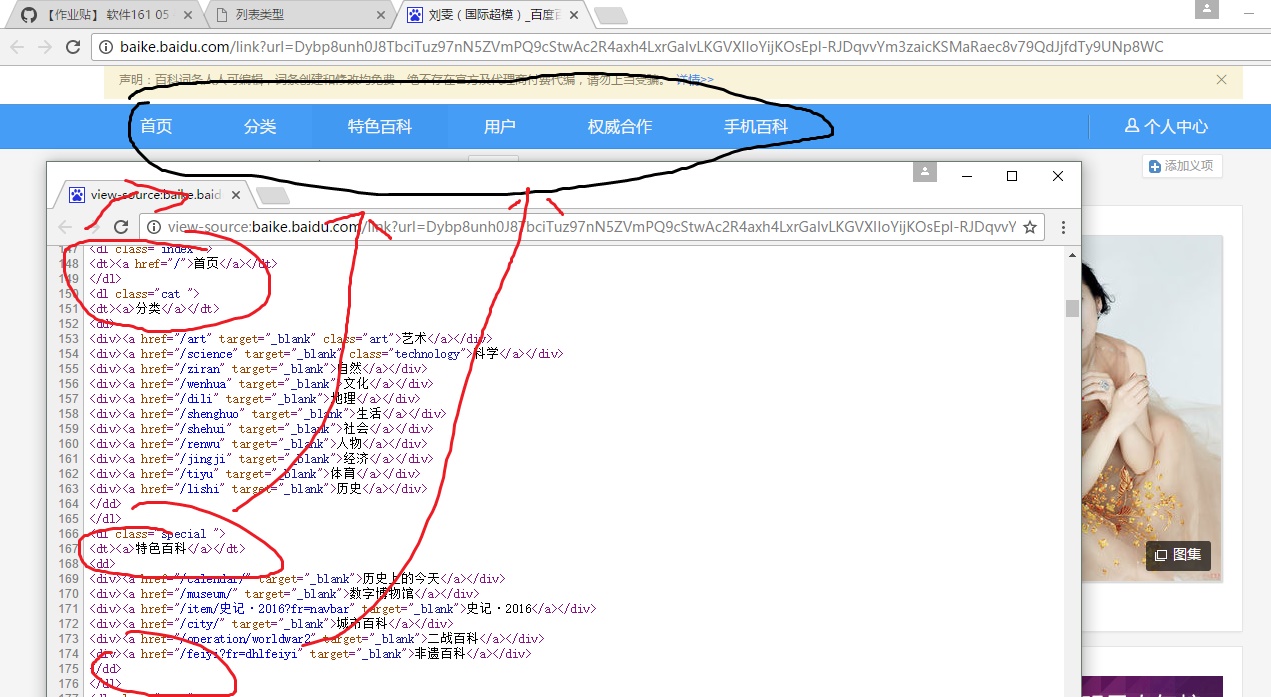 【作业贴】 软件161 05
列表类型
刘雯（国际超模）_百度百
baike.baidu.com/link?url=Dybp8unh0J8TbciTuz97nN5ZVmPQ9cStwAc2R4axh4LxrGalvLKGVXIIoYijKOsEpl-RJDqvvYm3zaicKSMaRaec8v79QdJjfdTy9UNp8WC
声明：百科词条人人可编辑，词条创建和修改均免费，绝不存在官方及代理商付费代编，请勿上当受骗。 详情>>
首页 分类 特色百科 用户 权威合作 手机百科 个人中心
添加义项
view-source:baike.baid
view-source:baike.baidu.com/link?url=Dybp8unh0J8TbciTuz97nN5ZVmPQ9cStwAc2R4axh4LxrGalvLKGVXIIoYijKOsEpl-RJDqvvY
147 <dl class="index">
148 <dt><a href="/">首页</a></dt>
149 </dl>
150 <dl class="cat ">
151 <dt><a>分类</a></dt>
152 <dd>
153 <div><a href="/art" target="_blank" class="art">艺术</a></div>
154 <div><a href="/science" target="_blank" class="technology">科学</a></div>
155 <div><a href="/ziran" target="_blank">自然</a></div>
156 <div><a href="/wenhua" target="_blank">文化</a></div>
157 <div><a href="/dili" target="_blank">地理</a></div>
158 <div><a href="/shenghuo" target="_blank">生活</a></div>
159 <div><a href="/shehui" target="_blank">社会</a></div>
160 <div><a href="/renwu" target="_blank">人物</a></div>
161 <div><a href="/jingji" target="_blank">经济</a></div>
162 <div><a href="/tiyu" target="_blank">体育</a></div>
163 <div><a href="/lishi" target="_blank">历史</a></div>
164 </dd>
165 </dl>
166 <dl class="special ">
167 <dt><a>特色百科</a></dt>
168 <dd>
169 <div><a href="/calendar/" target="_blank">历史上的今天</a></div>
170 <div><a href="/museum/" target="_blank">数字博物馆</a></div>
171 <div><a href="/item/史记·2016?fr=navbar" target="_blank">史记·2016</a></div>
172 <div><a href="/city/" target="_blank">城市百科</a></div>
173 <div><a href="/operation/worldwar2" target="_blank">二战百科</a></div>
174 <div><a href="/feiyi?fr=dhlfeiyi" target="_blank">非遗百科</a></div>
175 </dd>
176 </dl>
图集